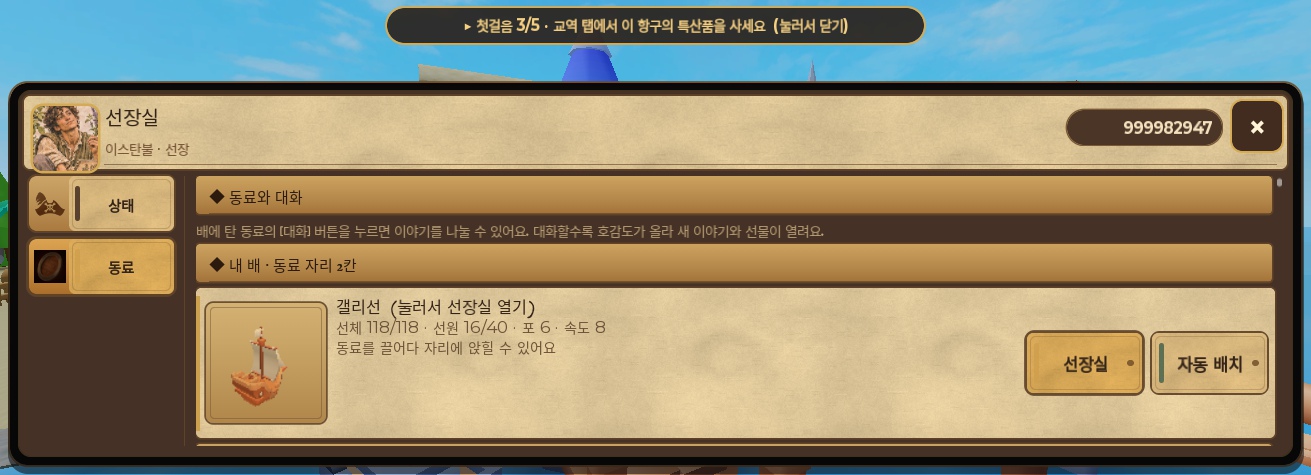 ▸ 첫걸음 3/5 · 교역 탭에서 이 항구의 특산품을 사세요 (눌러서 닫기)
선장실
이스탄불 · 선장
999982947
×
상태
동료
◆ 동료와 대화
배에 탄 동료의 [대화] 버튼을 누르면 이야기를 나눌 수 있어요. 대화할수록 호감도가 올라 새 이야기와 선물이 열려요.
◆ 내 배 · 동료 자리 2칸
갤리선 (눌러서 선장실 열기)
선체 118/118 · 선원 16/40 · 포 6 · 속도 8
동료를 끌어다 자리에 앉힐 수 있어요
선장실
자동 배치